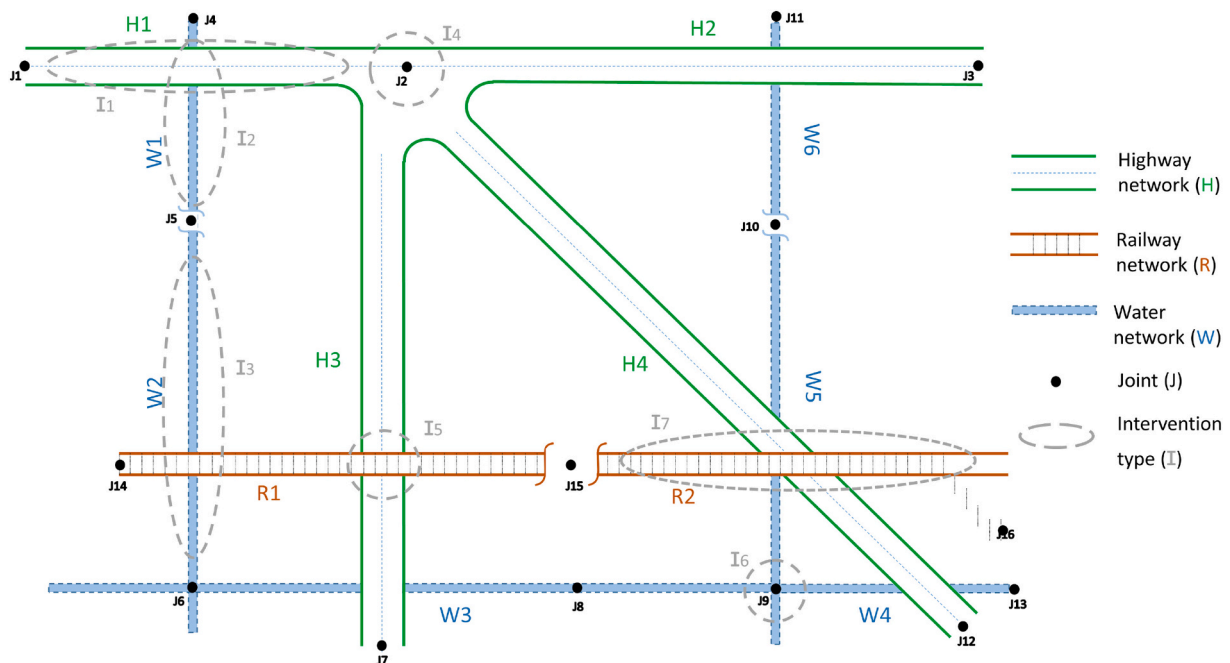 H1
J4
I4
H2
J11
J1
J2
J3
I1
I2
W1
W6
Highway
network (H)
J5
J10
Railway
network (R)
Water
network (W)
I3
H3
H4
W2
W5
Joint (J)
I5
I7
Intervention
type (I)
J14
R1
J15
R2
J16
I6
J6
W3
J8
J9
W4
J13
J12
J7